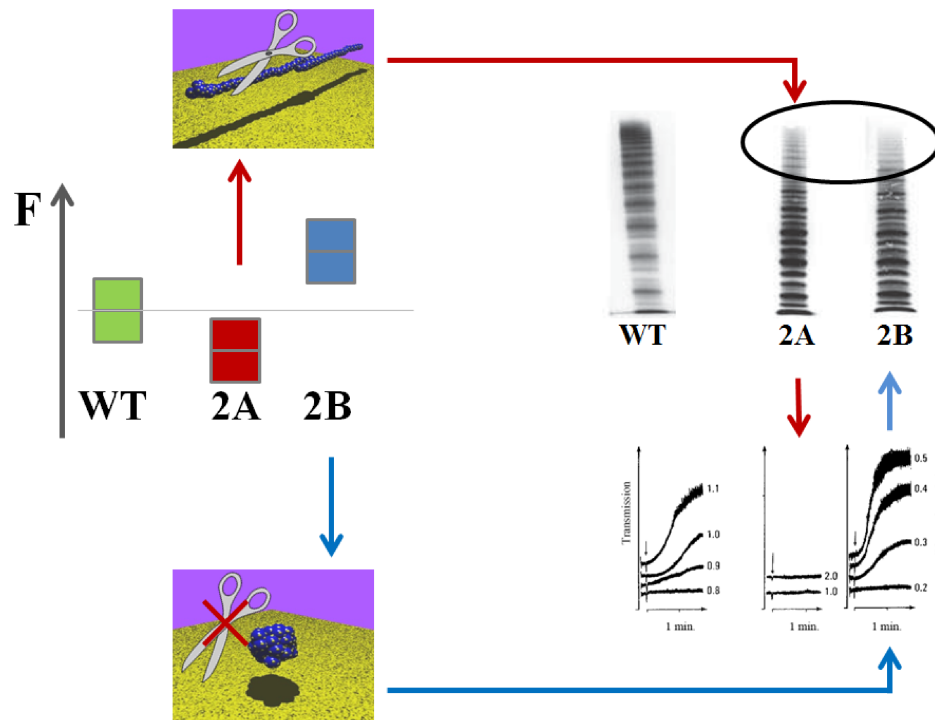 F
WT
2A
2B
WT
2A
2B
Transmission
1.1
1.0
0.9
0.8
1 min.
2.0
1.0
1 min.
0.5
0.4
0.3
0.2
1 min.